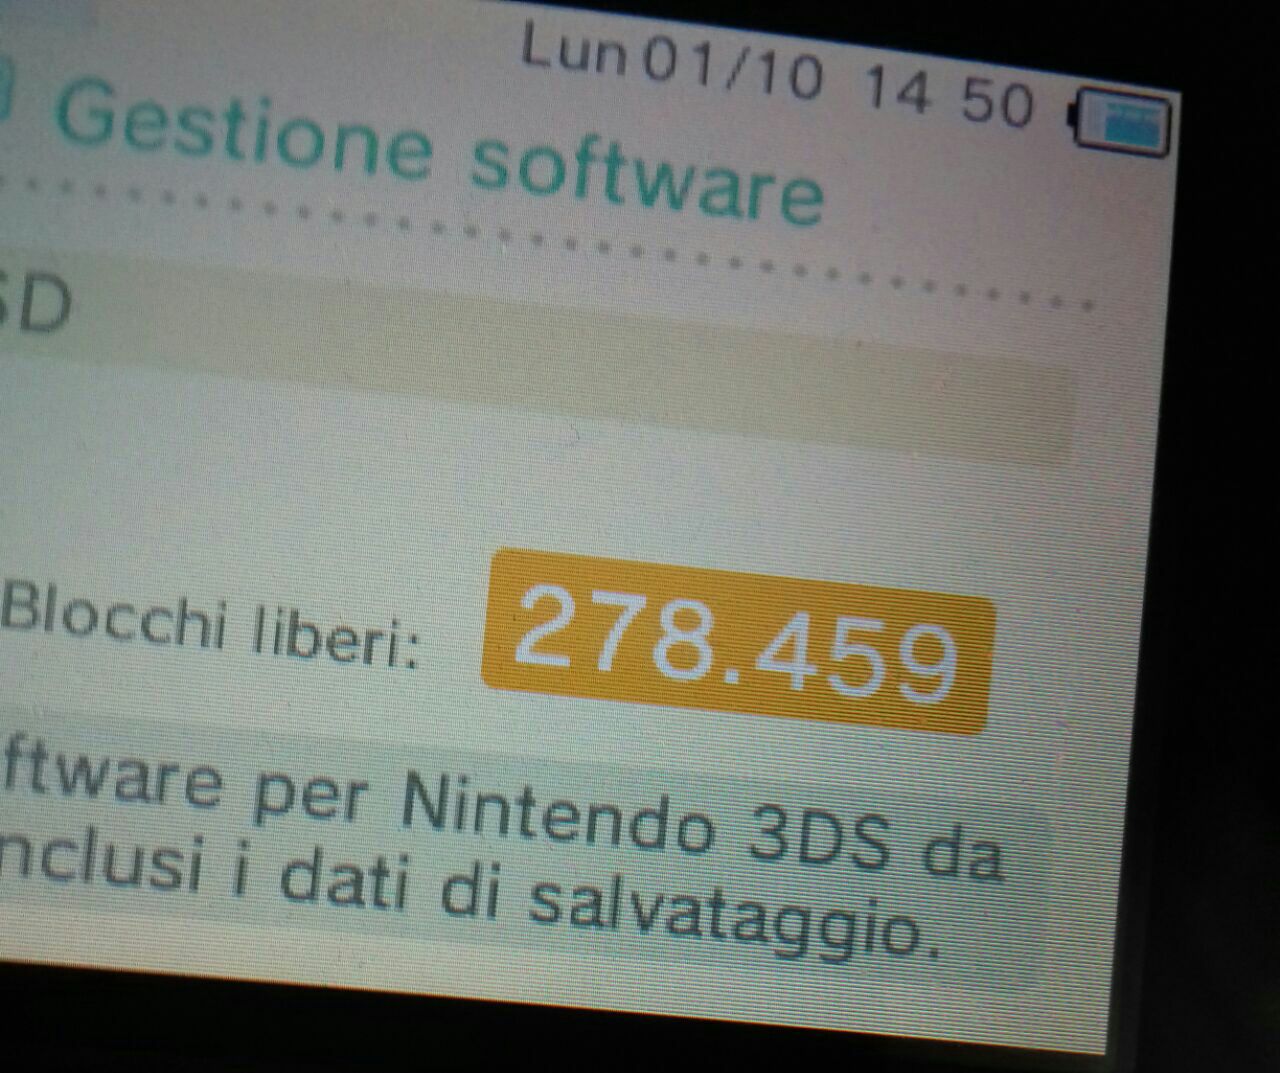 Lun 01/10 14 50
Gestione software
SD
Blocchi liberi: 278.459
ftware per Nintendo 3DS da
nclusi i dati di salvataggio.